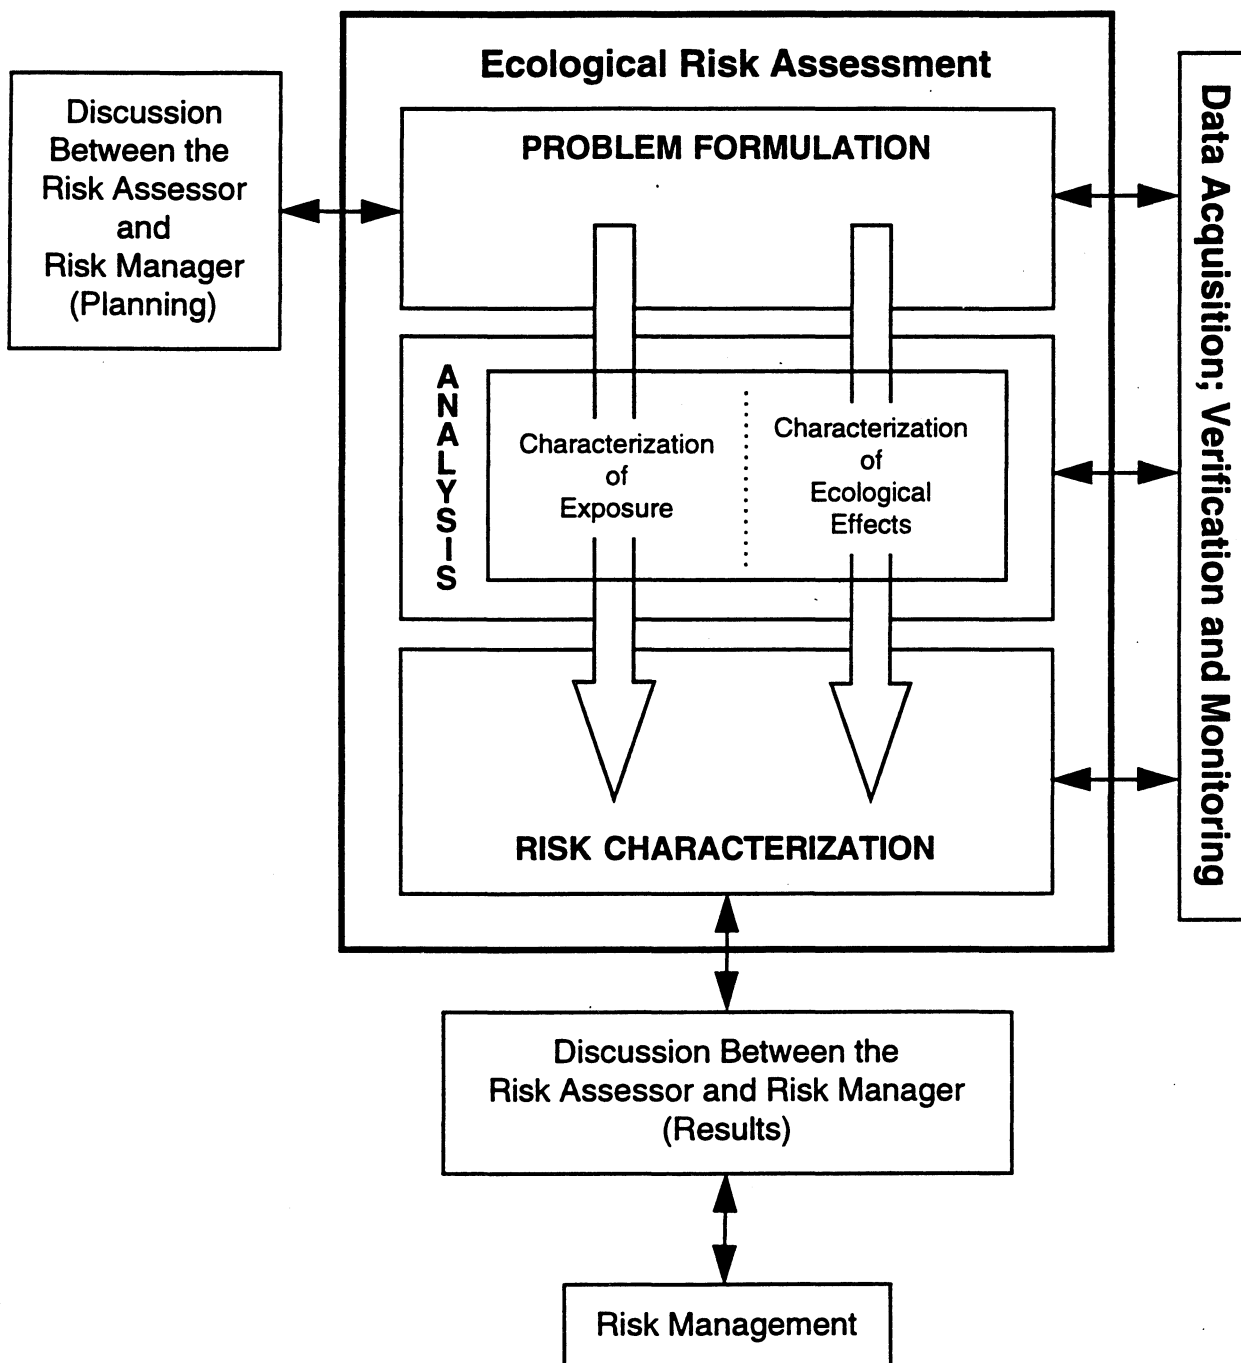 Ecological Risk Assessment
Discussion
Between the
Risk Assessor
and
Risk Manager
(Planning)
PROBLEM FORMULATION
ANALYSIS
Characterization
of
Exposure
Characterization
of
Ecological
Effects
RISK CHARACTERIZATION
Data Acquisition; Verification and Monitoring
Discussion Between the
Risk Assessor and Risk Manager
(Results)
Risk Management